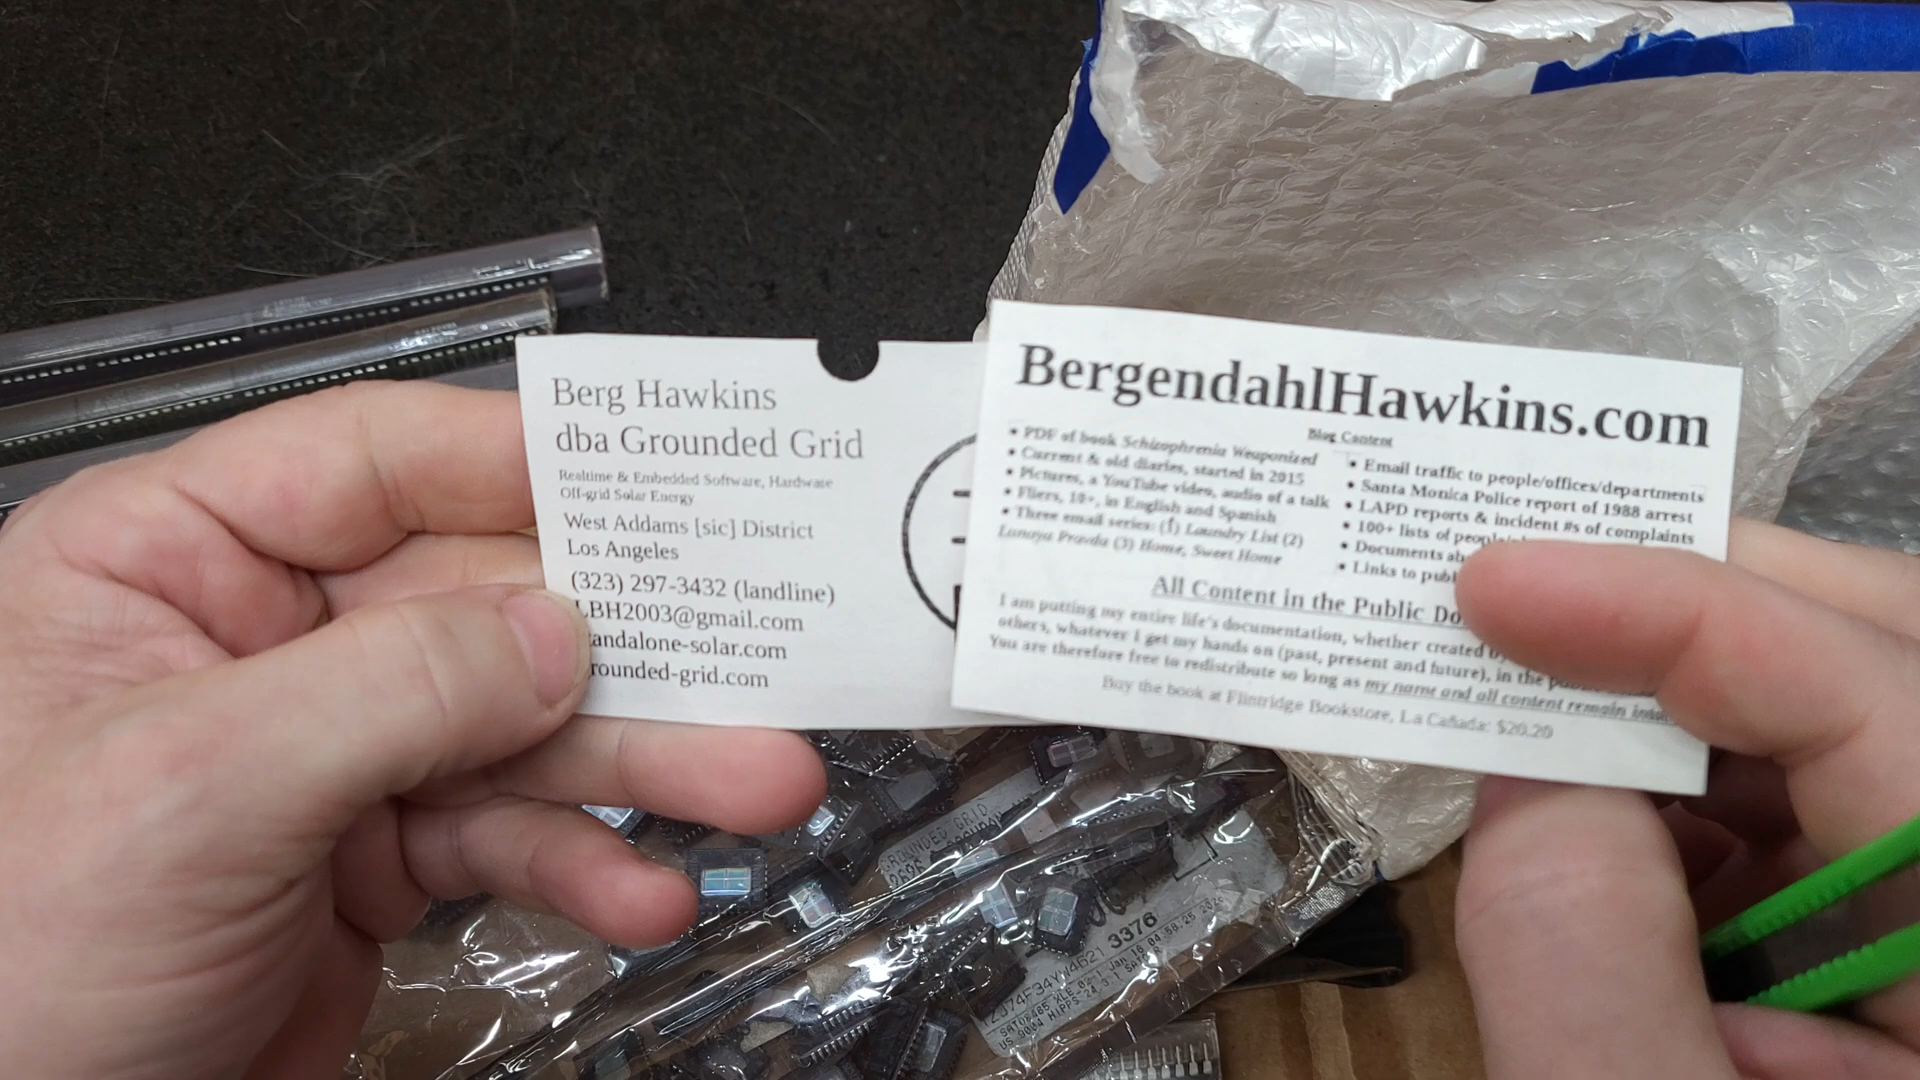 Berg Hawkins
dba Grounded Grid
Realtime & Embedded Software, Hardware
Off-grid Solar Energy
West Addams [sic] District
Los Angeles
(323) 297-3432 (landline)
LBH2003@gmail.com
andalone-solar.com
rounded-grid.com
BergendahlHawkins.com
Blog Content
• PDF of book Schizophrenia Weaponized
• Current & old diaries, started in 2015
• Pictures, a YouTube video, audio of a talk
• Fliers, 10+, in English and Spanish
• Three email series: (1) Laundry List (2)
Lunaya Pravda (3) Home, Sweet Home
• Email traffic to people/offices/departments
• Santa Monica Police report of 1988 arrest
• LAPD reports & incident #s of complaints
• 100+ lists of people
• Documents ab
• Links to publ
All Content in the Public Do
I am putting my entire life's documentation, whether created by
others, whatever I get my hands on (past, present and future), in the
You are therefore free to redistribute so long as my name and all content remain
Buy the book at Flintridge Bookstore, La Cañada: $20.20
GROUNDED GRID
3376